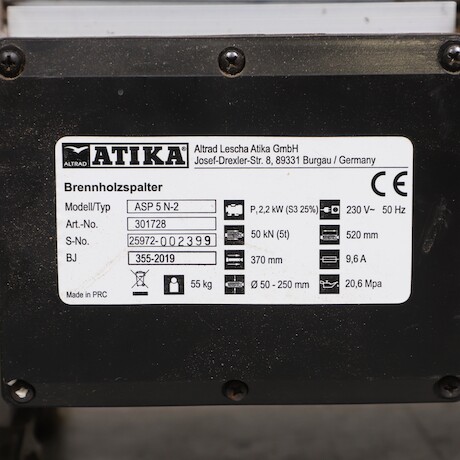 ALTRAD ATIKA® Altrad Lescha Atika GmbH
Josef-Drexler-Str. 8, 89331 Burgau / Germany
CE
Brennholzspalter
Modell/Typ ASP 5 N-2 P₁ 2,2 kW (S3 25%) 230 V~ 50 Hz
Art.-No. 301728 50 kN (5t) 520 mm
S-No. 25972-002399 370 mm 9,6 A
BJ 355-2019
Made in PRC 55 kg Ø 50 - 250 mm 20,6 Mpa